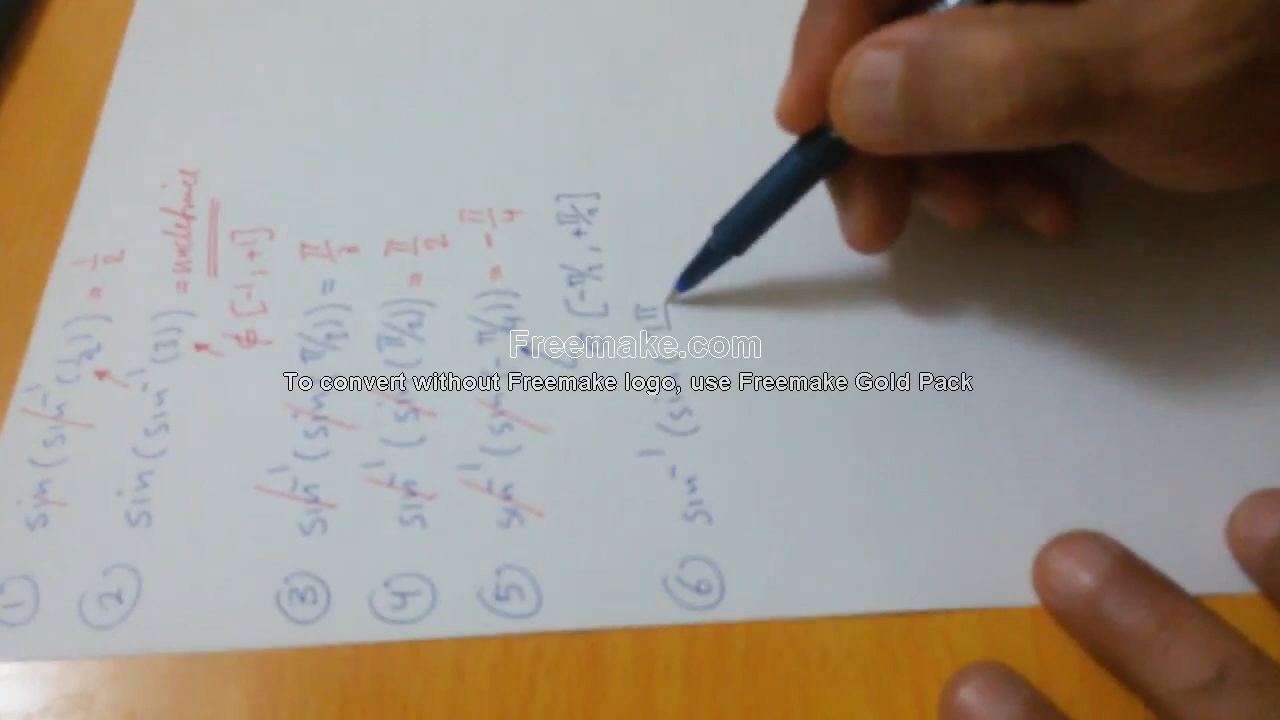 ① sin(sin⁻¹(1/2)) = 1/2
② sin(sin⁻¹(3)) = undefined
∉ [-1, +1]
③ sin⁻¹(sin π/3) = π/3
④ sin⁻¹(sin(π/2)) = π/2
⑤ sin⁻¹(sin(-π/4)) = -π/4
[-π/2, +π/2]
⑥ sin⁻¹(sin π
Freemake.com
To convert without Freemake logo, use Freemake Gold Pack